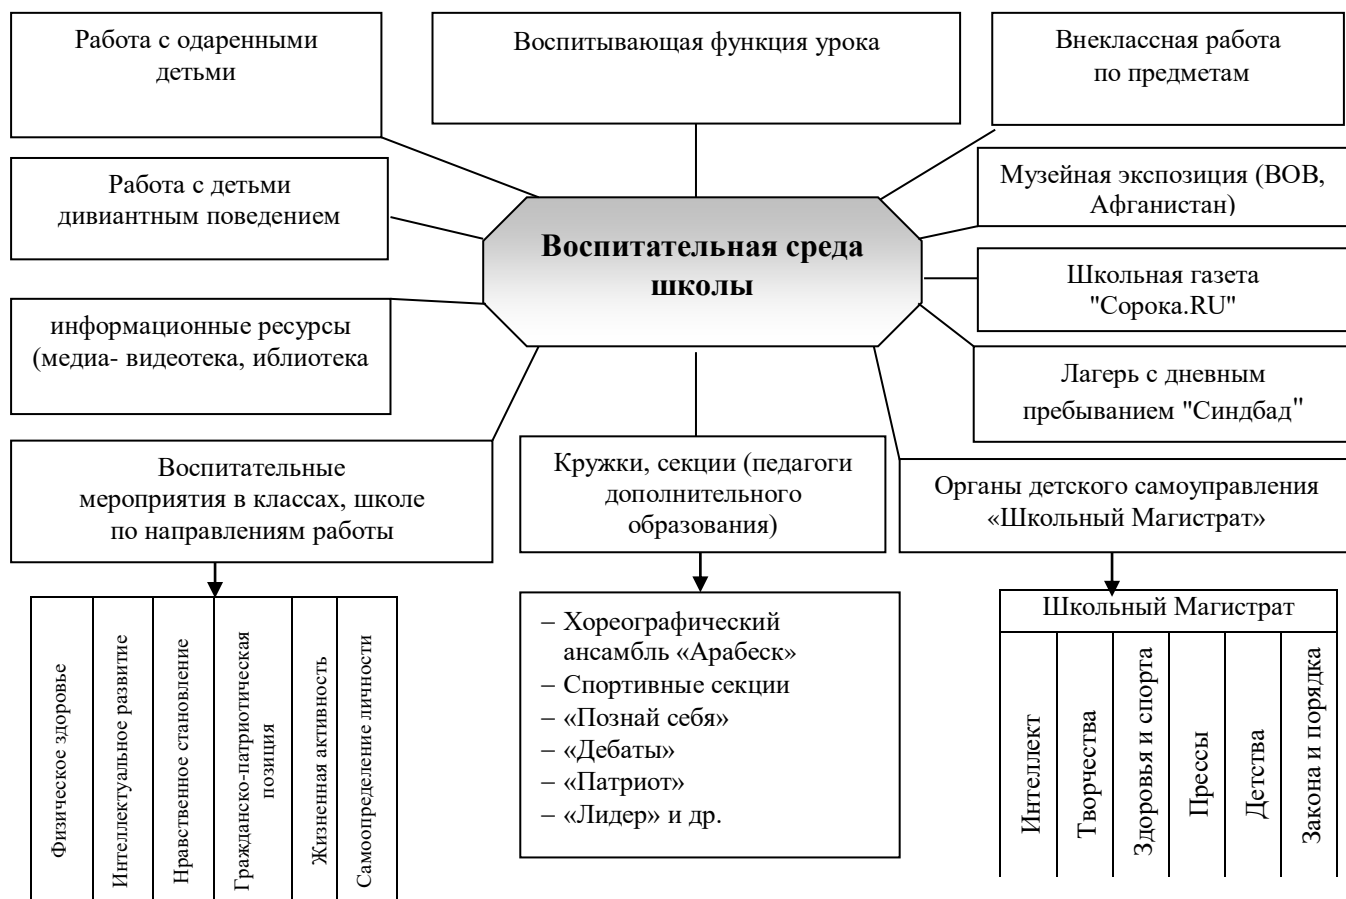 Работа с одаренными
детьми
Воспитывающая функция урока
Внеклассная работа
по предметам
Работа с детьми
дивиантным поведением
Музейная экспозиция (ВОВ,
Афганистан)
Воспитательная среда
школы
Школьная газета
"Сорока.RU"
информационные ресурсы
(медиа- видеотека, иблиотека
Лагерь с дневным
пребыванием "Синдбад"
Воспитательные
мероприятия в классах, школе
по направлениям работы
Кружки, секции (педагоги
дополнительного
образования)
Органы детского самоуправления
«Школьный Магистрат»
Физическое здоровье
Интеллектуальное развитие
Нравственное становление
Гражданско-патриотическая
позиция
Жизненная активность
Самоопределение личности
– Хореографический
ансамбль «Арабеск»
– Спортивные секции
– «Познай себя»
– «Дебаты»
– «Патриот»
– «Лидер» и др.
Школьный Магистрат
Интеллект
Творчества
Здоровья и спорта
Прессы
Детства
Закона и порядка